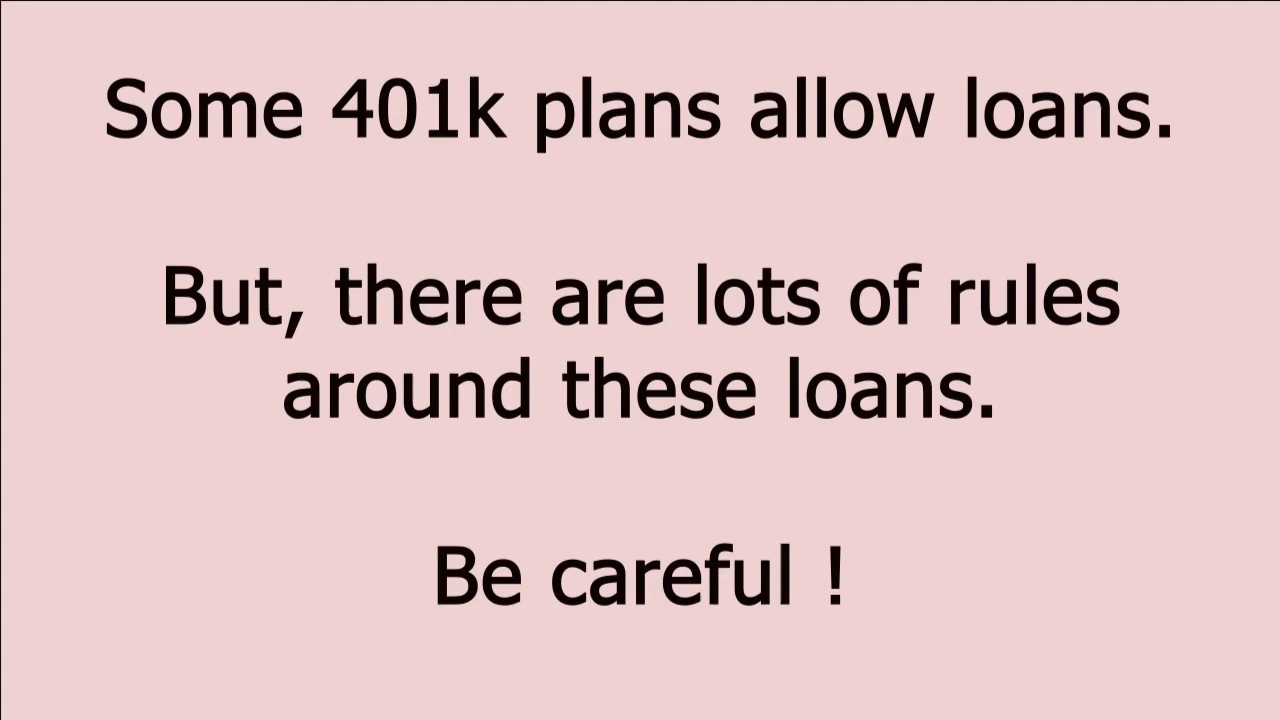 Some 401k plans allow loans.
But, there are lots of rules
around these loans.
Be careful !